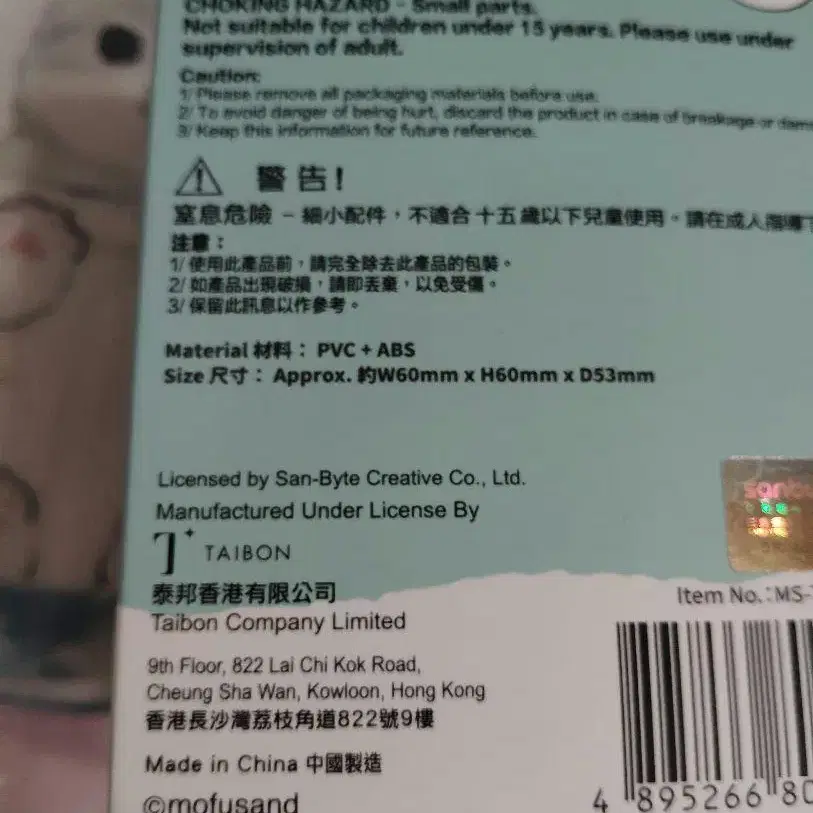 CHOKING HAZARD - Small parts.
Not suitable for children under 15 years. Please use under
supervision of adult.
Caution:
1/ Please remove all packaging materials before use.
2/ To avoid danger of being hurt, discard the product in case of breakage or
3/ Keep this information for future reference.
警告!
窒息危險 – 細小配件，不適合十五歲以下兒童使用。請在成人指導
注意：
1/ 使用此產品前，請完全除去此產品的包裝。
2/ 如產品出現破損，請即丟棄，以免受傷。
3/ 保留此訊息以作參考。
Material 材料： PVC + ABS
Size 尺寸： Approx. 約W60mm x H60mm x D53mm
Licensed by San-Byte Creative Co., Ltd.
Manufactured Under License By
TAIBON
泰邦香港有限公司
Taibon Company Limited
Item No.:MS-
9th Floor, 822 Lai Chi Kok Road,
Cheung Sha Wan, Kowloon, Hong Kong
香港長沙灣荔枝角道822號9樓
Made in China 中國製造
©mofusand
4 895266 80